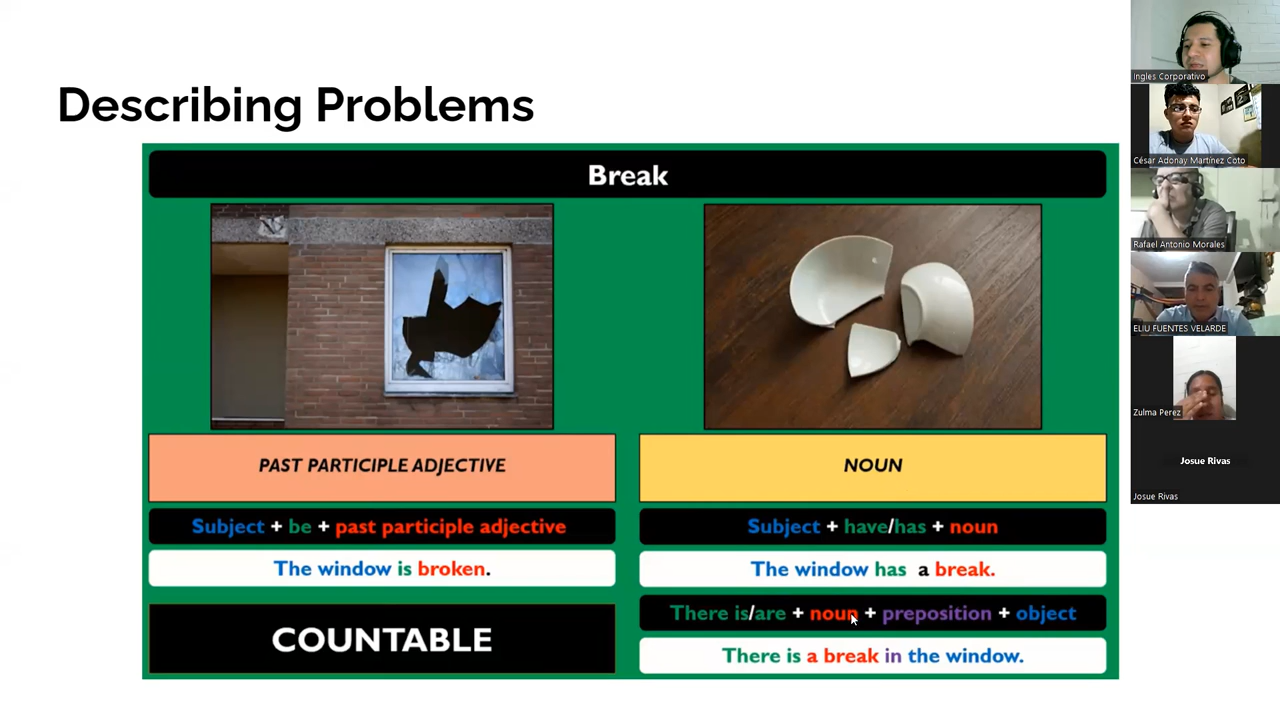 Describing Problems
Break
PAST PARTICIPLE ADJECTIVE
Subject + be + past participle adjective
The window is broken.
COUNTABLE
NOUN
Subject + have/has + noun
The window has a break.
There is/are + noun + preposition + object
There is a break in the window.
Ingles Corporativo
César Adonay Martínez Coto
Rafael Antonio Morales
ELIU FUENTES VELARDE
Zulma Perez
Josue Rivas
Josue Rivas